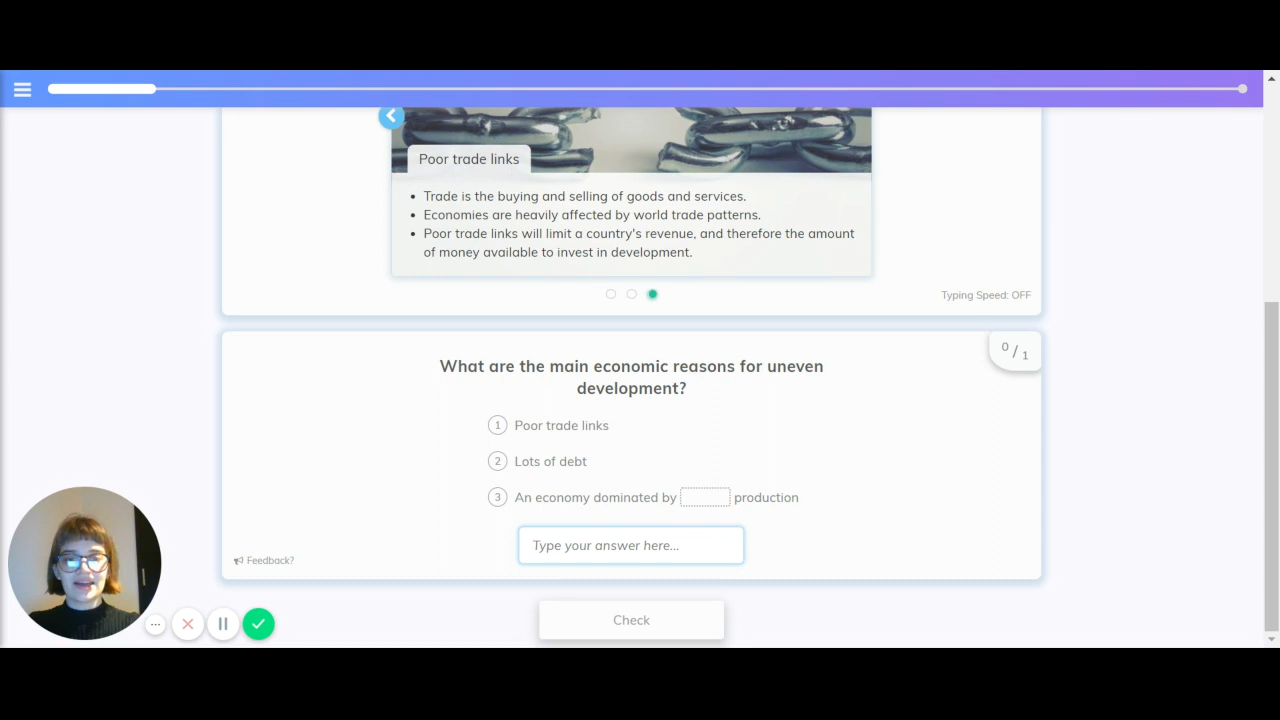 Poor trade links
• Trade is the buying and selling of goods and services.
• Economies are heavily affected by world trade patterns.
• Poor trade links will limit a country's revenue, and therefore the amount
of money available to invest in development.
Typing Speed: OFF
0 / 1
What are the main economic reasons for uneven
development?
1 Poor trade links
2 Lots of debt
3 An economy dominated by production
Type your answer here...
Feedback?
Check